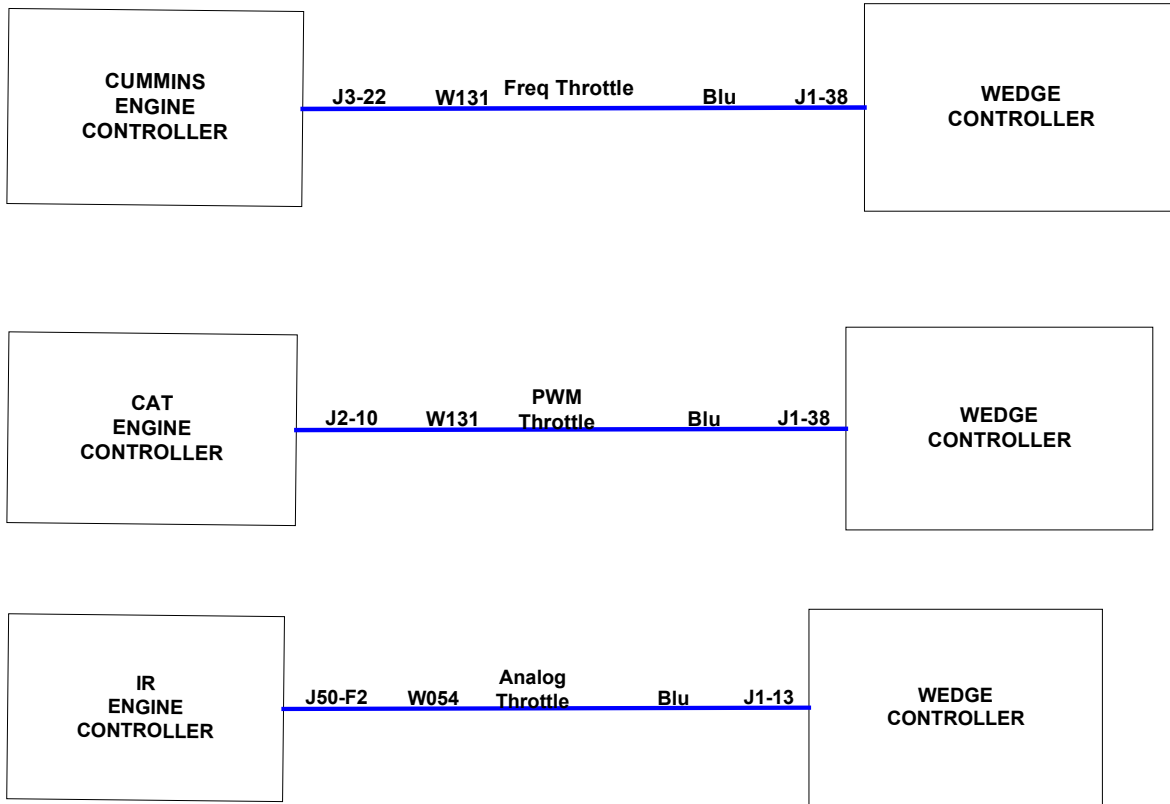 CUMMINS
ENGINE
CONTROLLER
J3-22 W131 Freq Throttle Blu J1-38
WEDGE
CONTROLLER
CAT
ENGINE
CONTROLLER
J2-10 W131 PWM
Throttle Blu J1-38
WEDGE
CONTROLLER
IR
ENGINE
CONTROLLER
J50-F2 W054 Analog
Throttle Blu J1-13
WEDGE
CONTROLLER